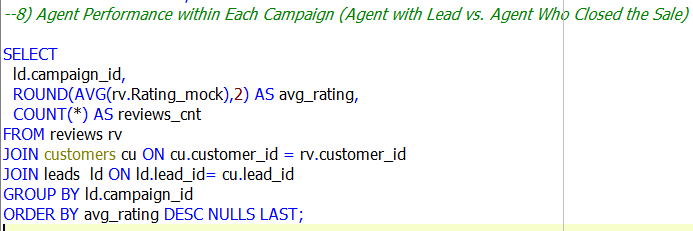 --8) Agent Performance within Each Campaign (Agent with Lead vs. Agent Who Closed the Sale)
SELECT
ld.campaign_id,
ROUND(AVG(rv.Rating_mock),2) AS avg_rating,
COUNT(*) AS reviews_cnt
FROM reviews rv
JOIN customers cu ON cu.customer_id = rv.customer_id
JOIN leads  ld ON ld.lead_id= cu.lead_id
GROUP BY ld.campaign_id
ORDER BY avg_rating DESC NULLS LAST;